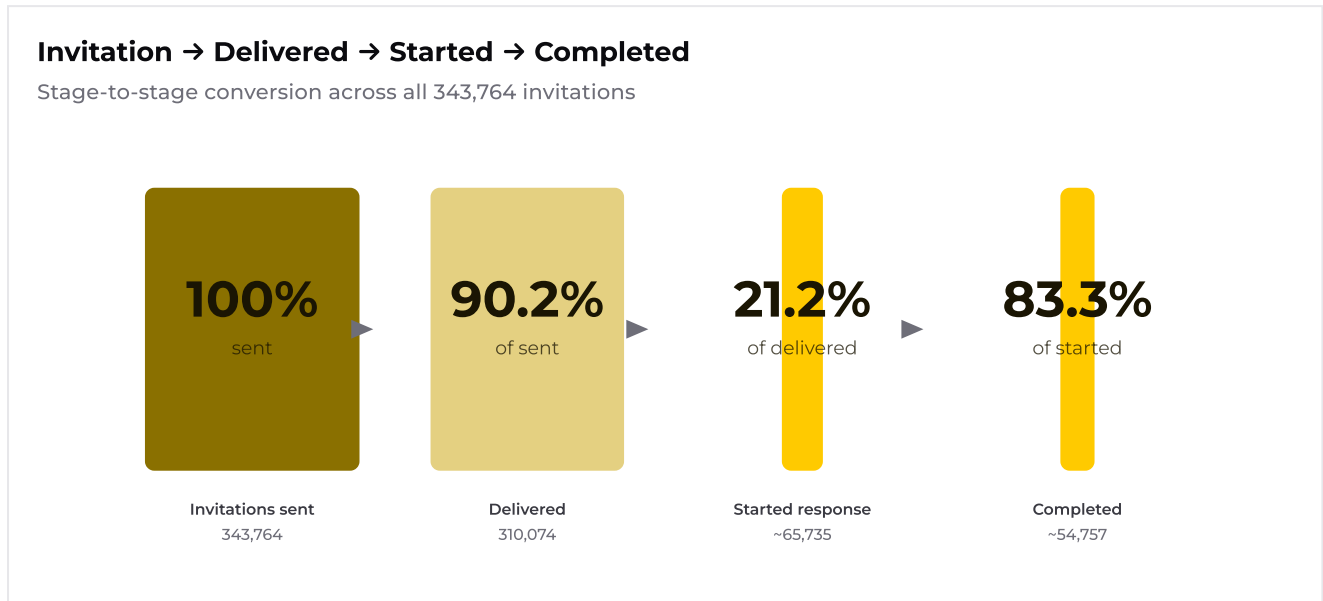 Invitation → Delivered → Started → Completed
Stage-to-stage conversion across all 343,764 invitations
100%
sent
90.2%
of sent
21.2%
of delivered
83.3%
of started
Invitations sent
343,764
Delivered
310,074
Started response
~65,735
Completed
~54,757